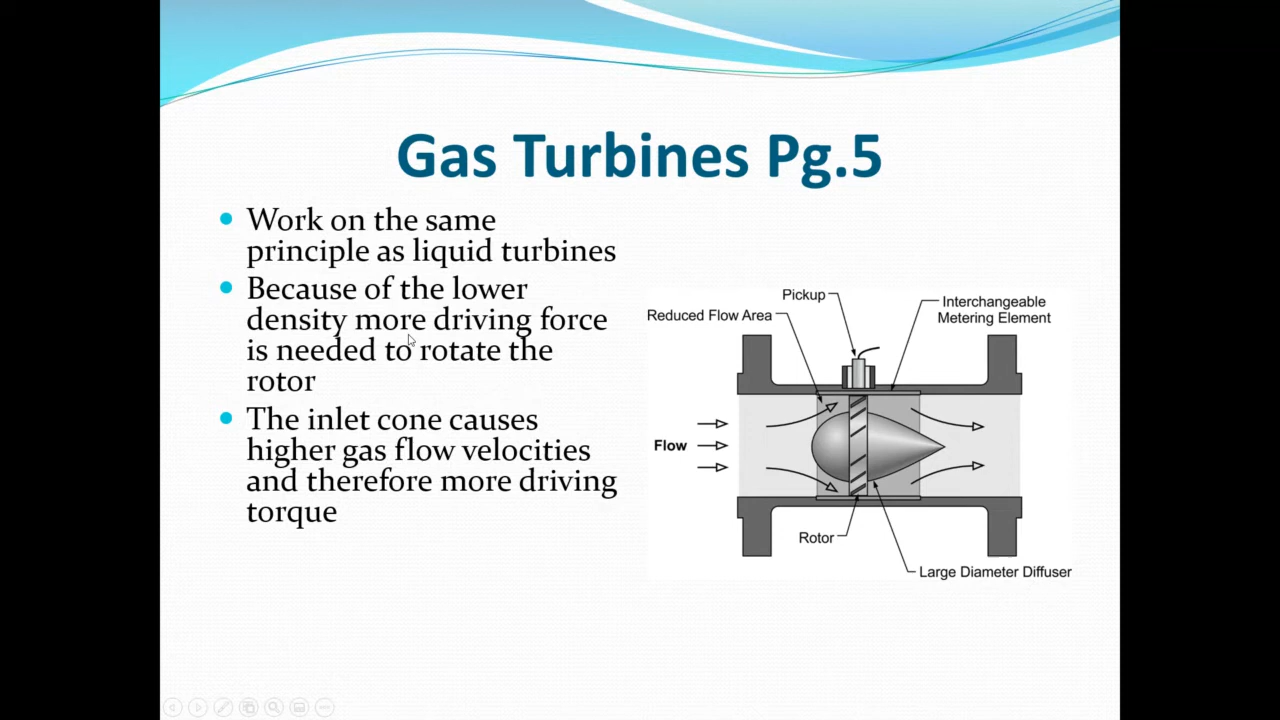 Gas Turbines Pg.5
Work on the same
principle as liquid turbines
Because of the lower
density more driving force
is needed to rotate the
rotor
The inlet cone causes
higher gas flow velocities
and therefore more driving
torque
Pickup
Reduced Flow Area
Interchangeable
Metering Element
Flow
Rotor
Large Diameter Diffuser